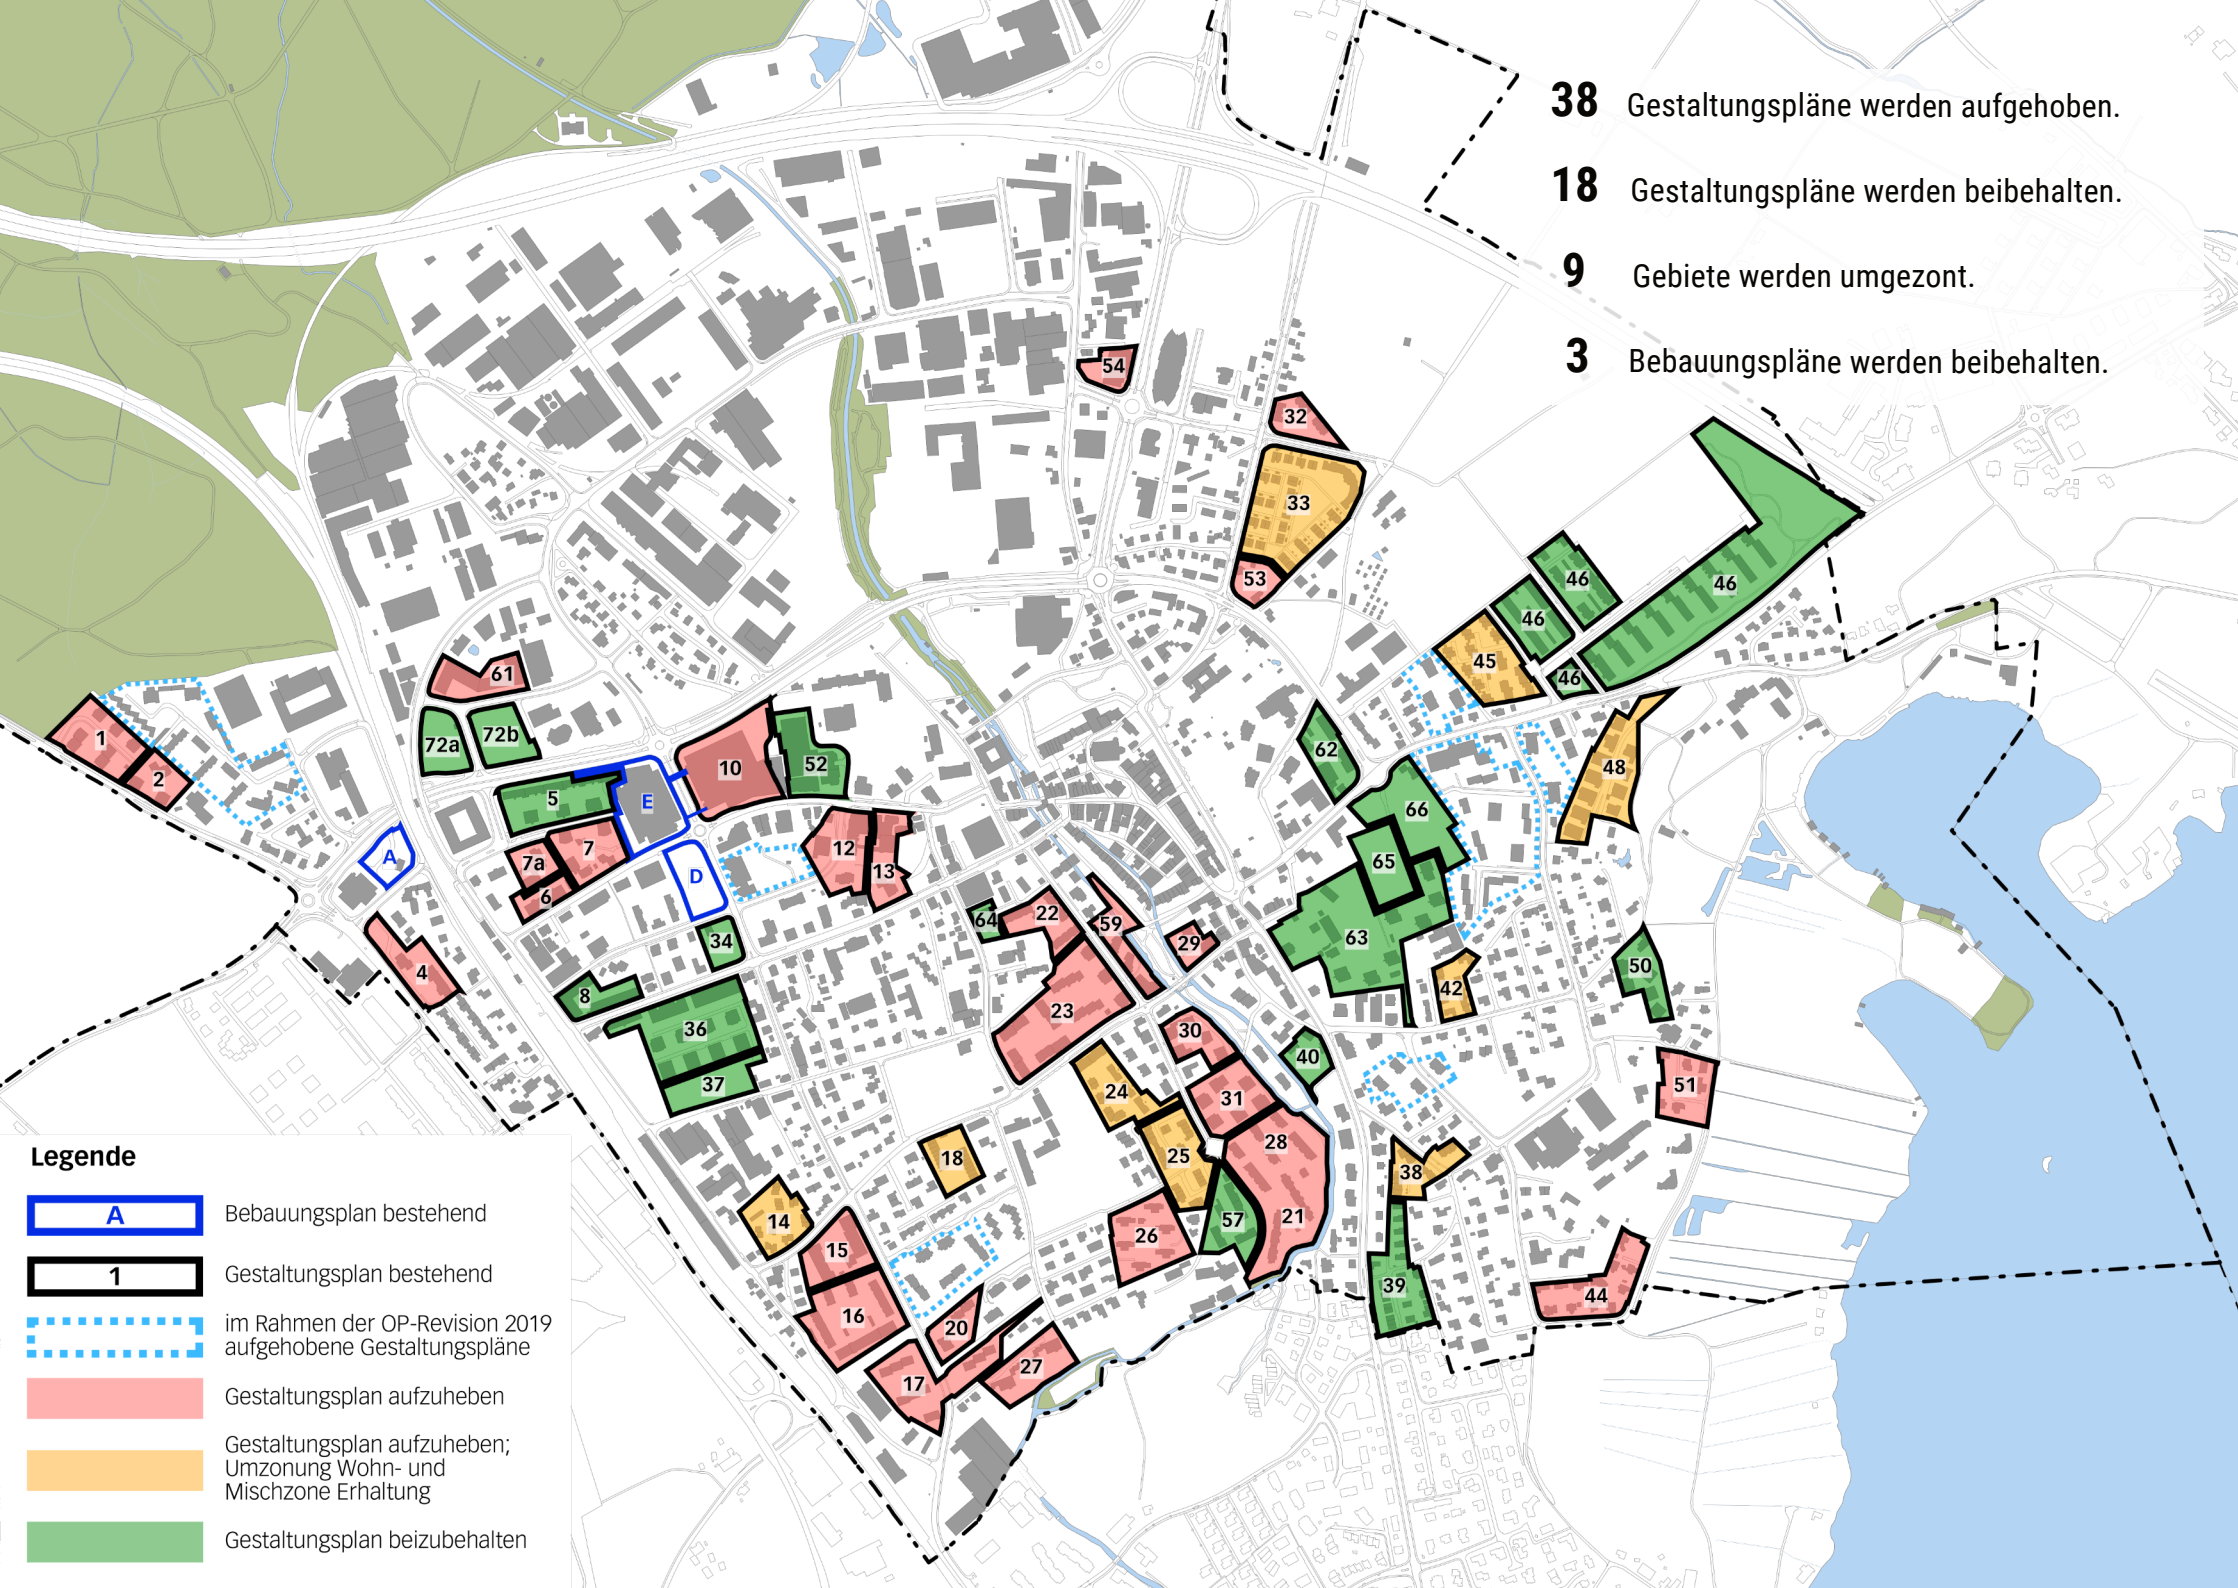 38 Gestaltungspläne werden aufgehoben.
18 Gestaltungspläne werden beibehalten.
9 Gebiete werden umgezont.
3 Bebauungspläne werden beibehalten.
54
32
33
53
46
46
46
46
45
61
72a
72b
1
2
10
52
62
48
5
E
66
7a
7
12
13
65
A
D
6
64
22
59
29
34
63
50
4
42
8
23
36
30
40
37
24
31
51
28
18
25
38
14
57
21
26
15
39
44
16
20
27
17
Legende
A Bebauungsplan bestehend
1 Gestaltungsplan bestehend
im Rahmen der OP-Revision 2019
aufgehobene Gestaltungspläne
Gestaltungsplan aufzuheben
Gestaltungsplan aufzuheben;
Umzonung Wohn- und
Mischzone Erhaltung
Gestaltungsplan beizubehalten